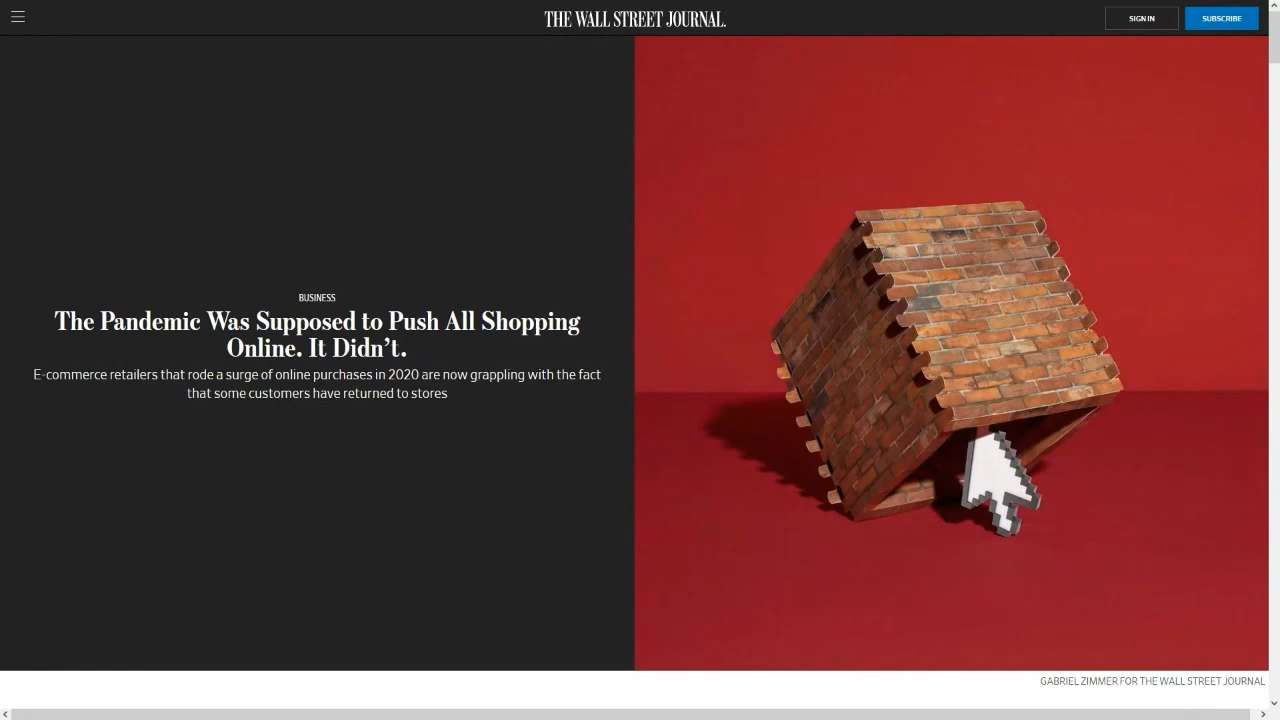 THE WALL STREET JOURNAL.
SIGN IN
SUBSCRIBE
BUSINESS
The Pandemic Was Supposed to Push All Shopping
Online. It Didn’t.
E-commerce retailers that rode a surge of online purchases in 2020 are now grappling with the fact
that some customers have returned to stores
GABRIEL ZIMMER FOR THE WALL STREET JOURNAL